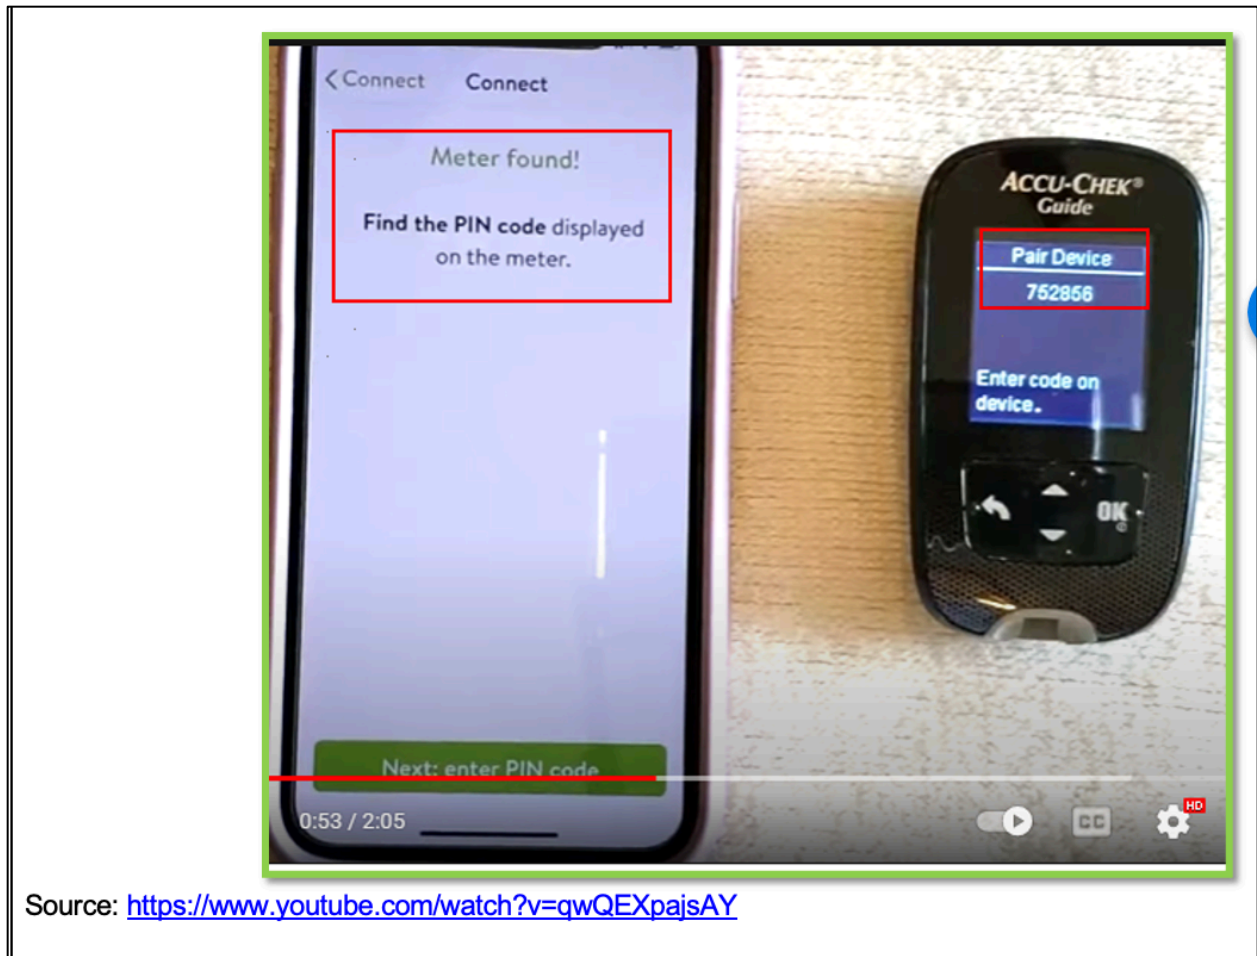 < Connect Connect
Meter found!
Find the PIN code displayed
on the meter.
Next: enter PIN code
ACCU-CHEK®
Guide
Pair Device
752856
Enter code on
device.
OK
0:53 / 2:05
CC
HD
Source: https://www.youtube.com/watch?v=qwQEXpajsAY